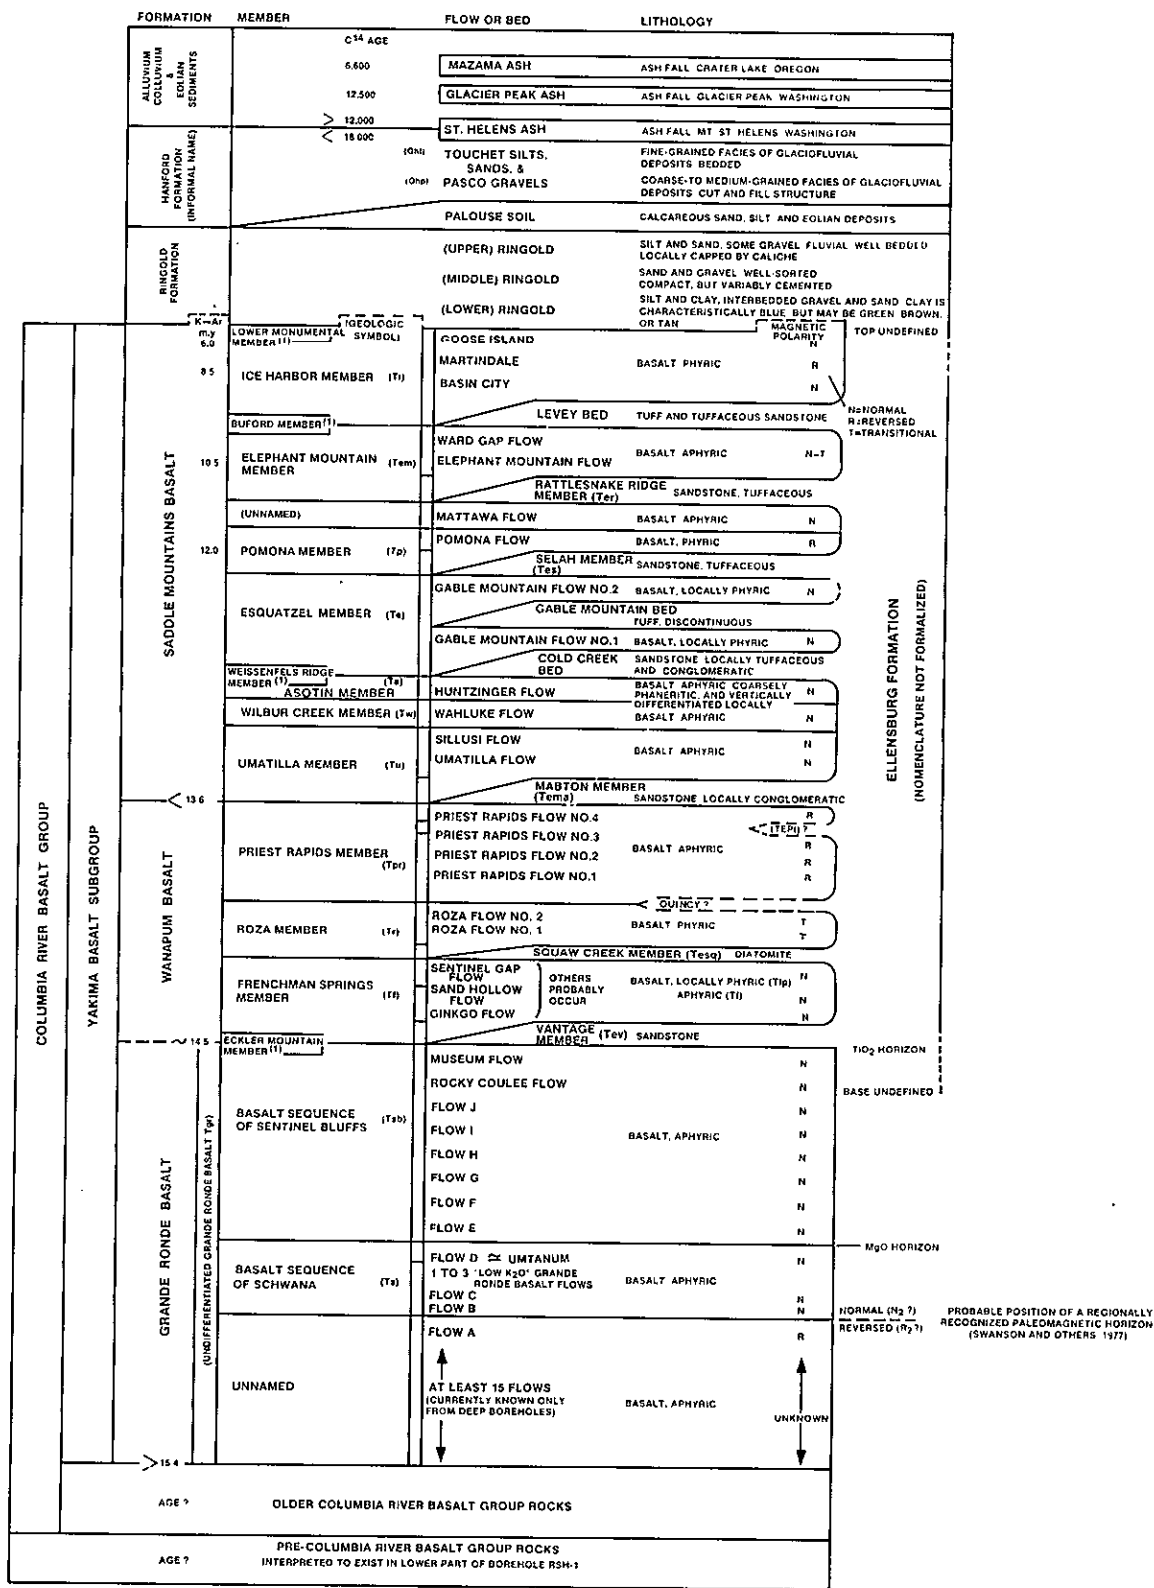 FORMATION MEMBER FLOW OR BED LITHOLOGY
C14 AGE
ALLUVIUM
COLLUVIUM
&
EOLIAN
SEDIMENTS
6,600 MAZAMA ASH ASH FALL CRATER LAKE OREGON
12,500 GLACIER PEAK ASH ASH FALL GLACIER PEAK WASHINGTON
> 12,000
< 18 000 ST. HELENS ASH ASH FALL MT ST HELENS WASHINGTON
HANFORD
FORMATION
(INFORMAL NAME)
(Qht) TOUCHET SILTS, FINE-GRAINED FACIES OF GLACIOFLUVIAL
SANDS, & DEPOSITS BEDDED
(Qhp) PASCO GRAVELS COARSE-TO MEDIUM-GRAINED FACIES OF GLACIOFLUVIAL
DEPOSITS CUT AND FILL STRUCTURE
PALOUSE SOIL CALCAREOUS SAND, SILT AND EOLIAN DEPOSITS
RINGOLD
FORMATION
(UPPER) RINGOLD SILT AND SAND, SOME GRAVEL FLUVIAL WELL BEDDED
LOCALLY CAPPED BY CALICHE
(MIDDLE) RINGOLD SAND AND GRAVEL WELL-SORTED
COMPACT, BUT VARIABLY CEMENTED
(LOWER) RINGOLD SILT AND CLAY, INTERBEDDED GRAVEL AND SAND CLAY IS
CHARACTERISTICALLY BLUE BUT MAY BE GREEN BROWN,
OR TAN
K-Ar
m.y
6.0
LOWER MONUMENTAL
MEMBER(1)
(GEOLOGIC
SYMBOL)
MAGNETIC
POLARITY
TOP UNDEFINED
GOOSE ISLAND N
8 5 ICE HARBOR MEMBER (Ti) MARTINDALE BASALT PHYRIC R
BASIN CITY N
N=NORMAL
R=REVERSED
T=TRANSITIONAL
LEVEY BED TUFF AND TUFFACEOUS SANDSTONE
BUFORD MEMBER(1)
10 5 ELEPHANT MOUNTAIN
MEMBER (Tem)
WARD GAP FLOW
ELEPHANT MOUNTAIN FLOW
BASALT APHYRIC N-T
RATTLESNAKE RIDGE
MEMBER (Ter) SANDSTONE, TUFFACEOUS
(UNNAMED) MATTAWA FLOW BASALT APHYRIC N
12.0 POMONA MEMBER (Tp) POMONA FLOW BASALT, PHYRIC R
SELAH MEMBER
(Tes) SANDSTONE, TUFFACEOUS
ESQUATZEL MEMBER (Te) GABLE MOUNTAIN FLOW NO.2 BASALT, LOCALLY PHYRIC N
GABLE MOUNTAIN BED
TUFF, DISCONTINUOUS
GABLE MOUNTAIN FLOW NO.1 BASALT, LOCALLY PHYRIC N
COLD CREEK
BED
SANDSTONE LOCALLY TUFFACEOUS
AND CONGLOMERATIC
WEISSENFELS RIDGE
MEMBER (1)
ASOTIN MEMBER (Ta) HUNTZINGER FLOW BASALT APHYRIC COARSELY
PHANERITIC, AND VERTICALLY
DIFFERENTIATED LOCALLY N
WILBUR CREEK MEMBER (Tw) WAHLUKE FLOW BASALT APHYRIC N
UMATILLA MEMBER (Tu) SILLUSI FLOW N
UMATILLA FLOW BASALT APHYRIC N
MABTON MEMBER
(Tema) SANDSTONE LOCALLY CONGLOMERATIC
SADDLE MOUNTAINS BASALT
ELLENSBURG FORMATION
(NOMENCLATURE NOT FORMALIZED)
COLUMBIA RIVER BASALT GROUP
YAKIMA BASALT SUBGROUP
< 13 6
WANAPUM BASALT
PRIEST RAPIDS MEMBER
(Tpr)
PRIEST RAPIDS FLOW NO.4 R
(TEPI) ?
PRIEST RAPIDS FLOW NO.3 R
BASALT APHYRIC
PRIEST RAPIDS FLOW NO.2 R
PRIEST RAPIDS FLOW NO.1 R
QUINCY ?
ROZA MEMBER (Tr) ROZA FLOW NO. 2 T
ROZA FLOW NO. 1 BASALT PHYRIC T
SQUAW CREEK MEMBER (Tesq) DIATOMITE
FRENCHMAN SPRINGS
MEMBER (Tf)
SENTINEL GAP
FLOW N
SAND HOLLOW
FLOW N
GINKGO FLOW N
OTHERS
PROBABLY
OCCUR
BASALT, LOCALLY PHYRIC (Tfp)
APHYRIC (Tf)
VANTAGE
MEMBER (Tev) SANDSTONE
~ 14 5 ECKLER MOUNTAIN
MEMBER (1)
TiO2 HORIZON
BASE UNDEFINED
GRANDE RONDE BASALT
(UNDIFFERENTIATED GRANDE RONDE BASALT Tgr)
BASALT SEQUENCE
OF SENTINEL BLUFFS (Tsb)
MUSEUM FLOW N
ROCKY COULEE FLOW N
FLOW J N
FLOW I BASALT, APHYRIC N
FLOW H N
FLOW G N
FLOW F N
FLOW E N
MgO HORIZON
BASALT SEQUENCE
OF SCHWANA (Ts)
FLOW D ≃ UMTANUM N
1 TO 3 "LOW K2O" GRANDE
RONDE BASALT FLOWS BASALT APHYRIC
FLOW C N
FLOW B N
NORMAL (N2 ?)
REVERSED (R2 ?)
PROBABLE POSITION OF A REGIONALLY
RECOGNIZED PALEOMAGNETIC HORIZON
(SWANSON AND OTHERS 1977)
FLOW A R
UNNAMED AT LEAST 15 FLOWS
(CURRENTLY KNOWN ONLY
FROM DEEP BOREHOLES)
BASALT, APHYRIC
UNKNOWN
> 15 4
AGE ? OLDER COLUMBIA RIVER BASALT GROUP ROCKS
AGE ? PRE-COLUMBIA RIVER BASALT GROUP ROCKS
INTERPRETED TO EXIST IN LOWER PART OF BOREHOLE RSH-1